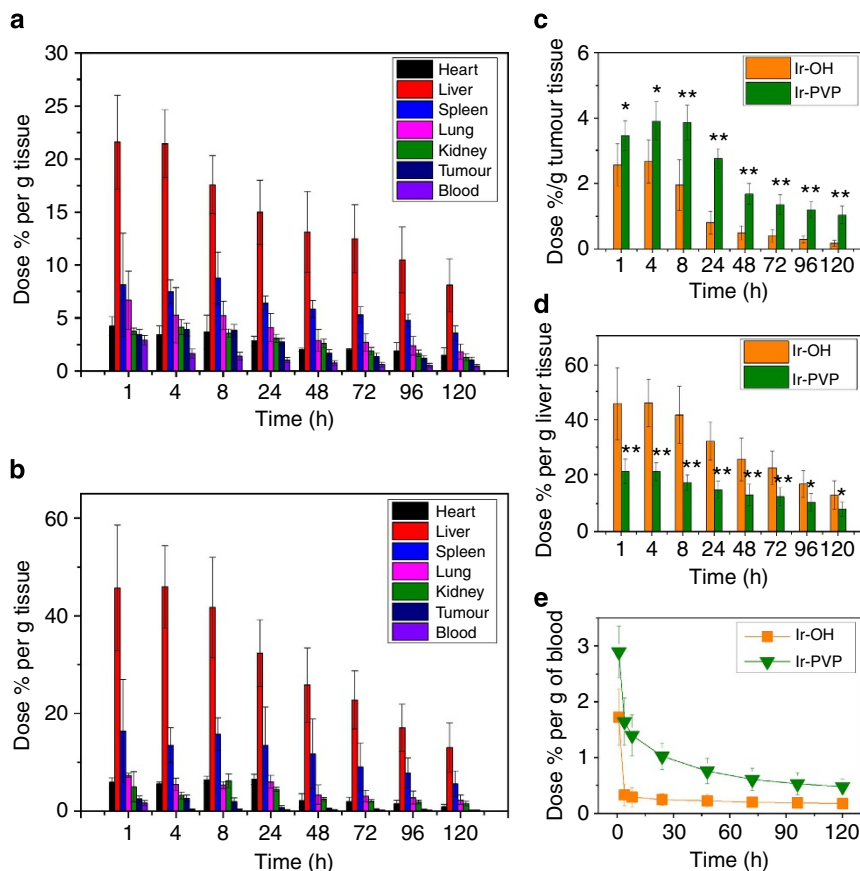 a
Dose % per g tissue
30
25
20
15
10
5
0
Heart
Liver
Spleen
Lung
Kidney
Tumour
Blood
1 4 8 24 48 72 96 120
Time (h)
b
Dose % per g tissue
60
40
20
0
Heart
Liver
Spleen
Lung
Kidney
Tumour
Blood
1 4 8 24 48 72 96 120
Time (h)
c
Dose %/g tumour tissue
6
4
2
0
Ir-OH
Ir-PVP
* * ** ** ** ** ** **
1 4 8 24 48 72 96 120
Time (h)
d
Dose % per g liver tissue
60
40
20
0
Ir-OH
Ir-PVP
** ** ** ** ** ** * *
1 4 8 24 48 72 96 120
Time (h)
e
Dose % per g of blood
3
2
1
0
Ir-OH
Ir-PVP
0 30 60 90 120
Time (h)